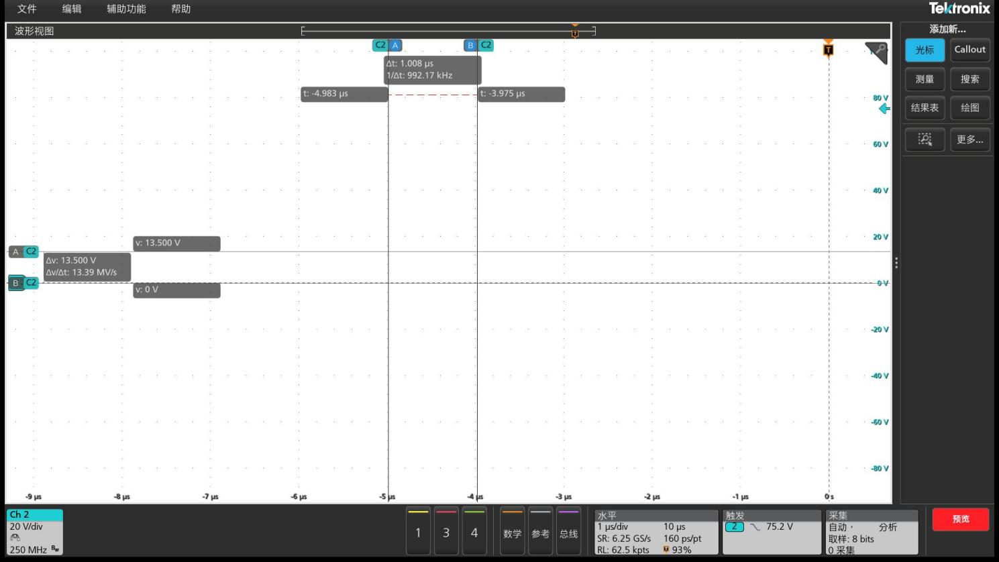 文件 编辑 辅助功能 帮助
Tektronix
波形视图
添加新...
C2 A B C2
T
光标 Callout
Δt: 1.008 μs
1/Δt: 992.17 kHz
测量 搜索
t: -4.983 μs t: -3.975 μs
80 V
结果表 绘图
更多...
60 V
40 V
20 V
v: 13.500 V
A C2
Δv: 13.500 V
Δv/Δt: 13.39 MV/s
B C2
0 V
v: 0 V
-20 V
-40 V
-60 V
-80 V
-9 μs -8 μs -7 μs -6 μs -5 μs -4 μs -3 μs -2 μs -1 μs 0 s
Ch 2
20 V/div
250 MHz Bw
1 3 4 数学 参考 总线
水平
1 μs/div 10 μs
SR: 6.25 GS/s 160 ps/pt
RL: 62.5 kpts 93%
触发
2 75.2 V
采集
自动, 分析
取样: 8 bits
0 采集
预览